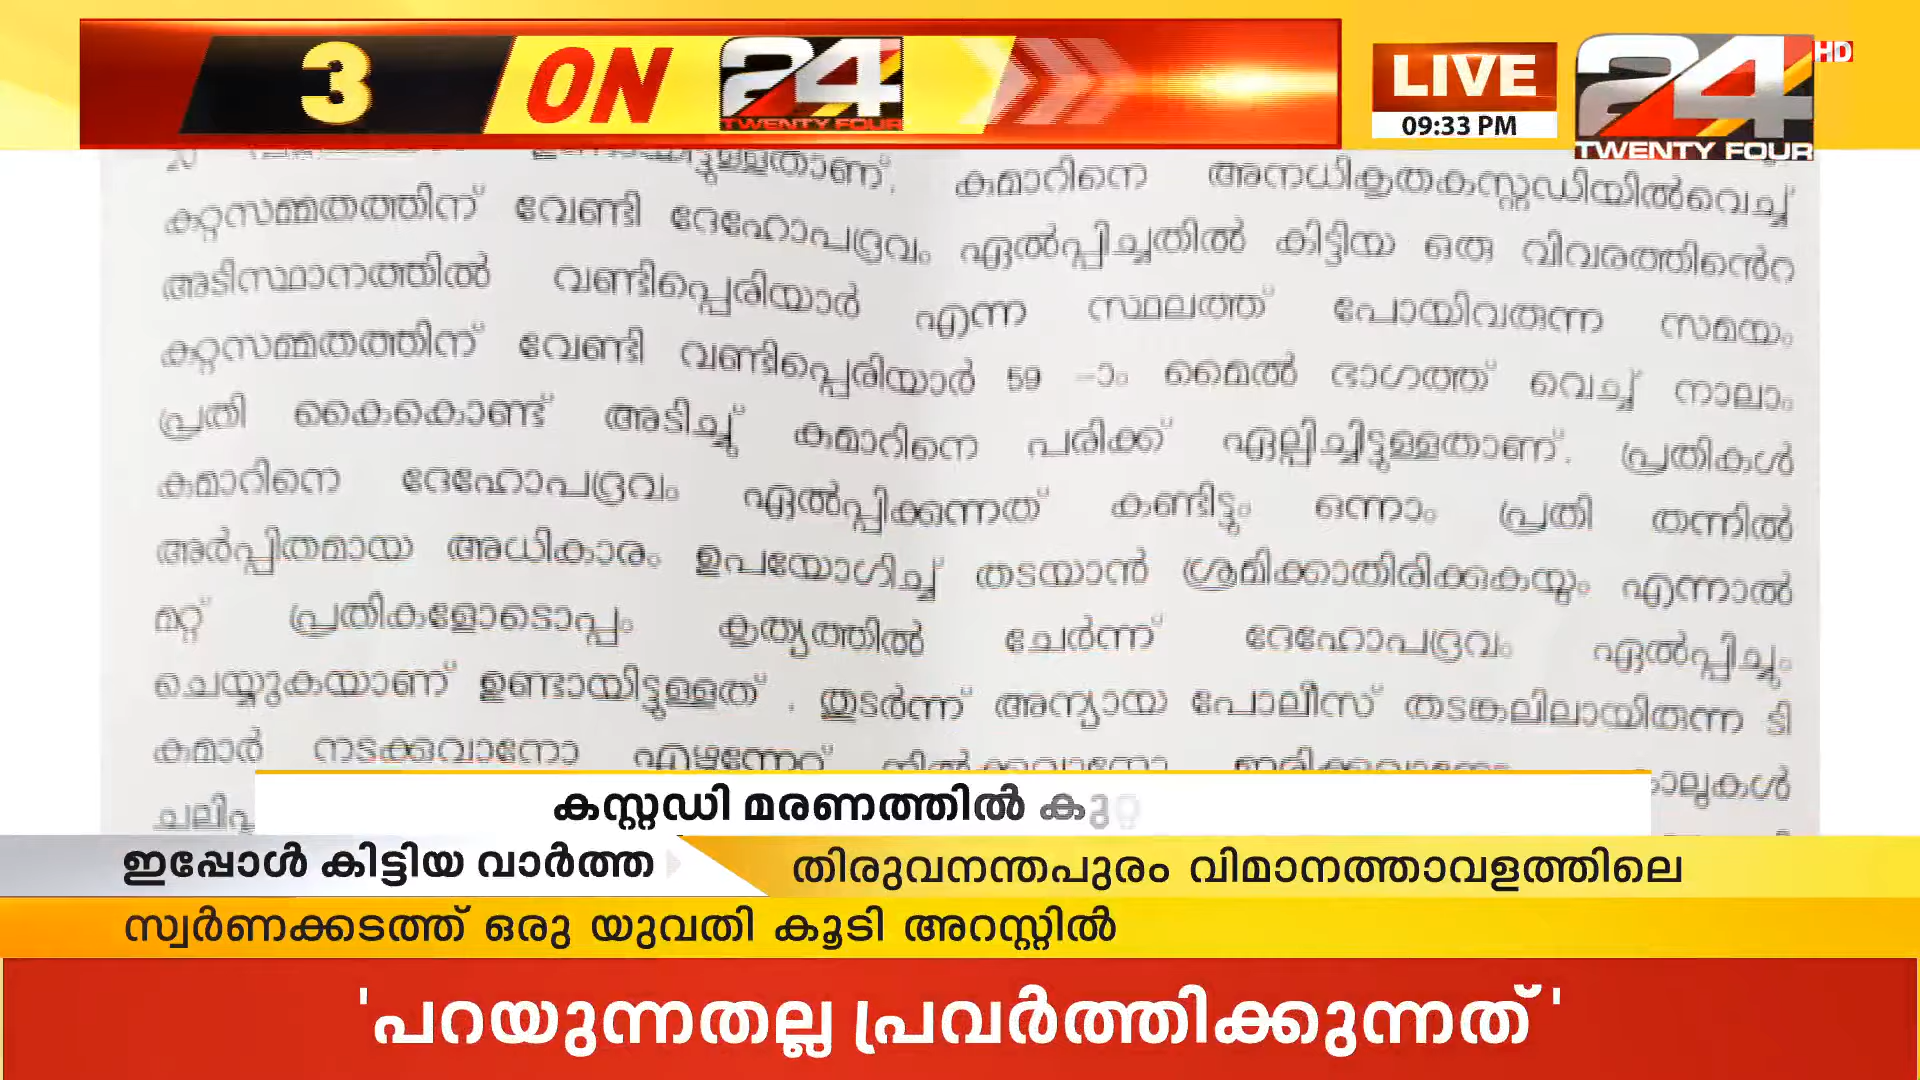 3 ON 24
TWENTY FOUR
LIVE
09:33 PM
24 HD
TWENTY FOUR
കുമാറിനെ അനധികൃതകസ്റ്റഡിയിൽവെച്ച്
കുറ്റസമ്മതത്തിന് വേണ്ടി ദേഹോപദ്രവം ഏൽപ്പിച്ചതിൽ കിട്ടിയ ഒരു വിവരത്തിൻെറ
അടിസ്ഥാനത്തിൽ വണ്ടിപ്പെരിയാർ എന്ന സ്ഥലത്ത് പോയിവരുന്ന സമയം
കുറ്റസമ്മതത്തിന് വേണ്ടി വണ്ടിപ്പെരിയാർ 59 -ാം മൈൽ ഭാഗത്ത് വെച്ച് നാലാം
പ്രതി കൈകൊണ്ട് അടിച്ച് കുമാറിനെ പരിക്ക് ഏല്പിച്ചിട്ടുള്ളതാണ്. പ്രതികൾ
കുമാറിനെ ദേഹോപദ്രവം ഏൽപ്പിക്കുന്നത് കണ്ടിട്ടും ഒന്നാം പ്രതി തന്നിൽ
അർപ്പിതമായ അധികാരം ഉപയോഗിച്ച് തടയാൻ ശ്രമിക്കാതിരിക്കുകയും എന്നാൽ
മറ്റ് പ്രതികളോടൊപ്പം കൃത്യത്തിൽ ചേർന്ന് ദേഹോപദ്രവം ഏൽപ്പിച്ചും
ചെയ്യുകയാണ് ഉണ്ടായിട്ടുള്ളത് . തുടർന്ന് അന്യായ പോലീസ് തടങ്കലിലായിരുന്ന ടി
കുമാർ നടക്കുവാനോ
കസ്റ്റഡി മരണത്തിൽ കുറ്റ
ഇപ്പോൾ കിട്ടിയ വാർത്ത തിരുവനന്തപുരം വിമാനത്താവളത്തിലെ
സ്വർണക്കടത്ത് ഒരു യുവതി കൂടി അറസ്റ്റിൽ
'പറയുന്നതല്ല പ്രവർത്തിക്കുന്നത് '